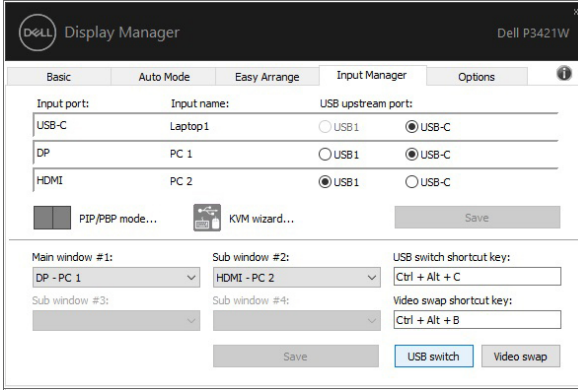 DELL Display Manager Dell P3421W
Basic Auto Mode Easy Arrange Input Manager Options
Input port: Input name: USB upstream port:
USB-C Laptop1 USB1 USB-C
DP PC 1 USB1 USB-C
HDMI PC 2 USB1 USB-C
PIP/PBP mode... KVM wizard... Save
Main window #1: Sub window #2: USB switch shortcut key:
DP - PC 1 HDMI - PC 2 Ctrl + Alt + C
Sub window #3: Sub window #4: Video swap shortcut key:
Ctrl + Alt + B
Save USB switch Video swap